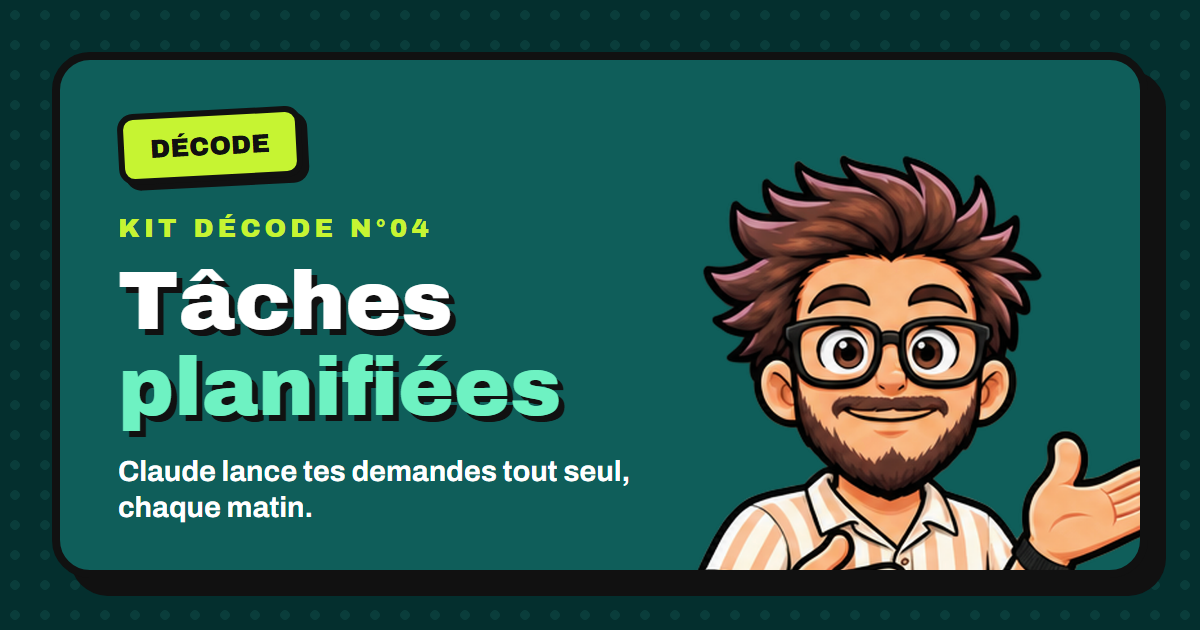 DÉCODE
KIT DÉCODE N°04
Tâches
planifiées
Claude lance tes demandes tout seul,
chaque matin.